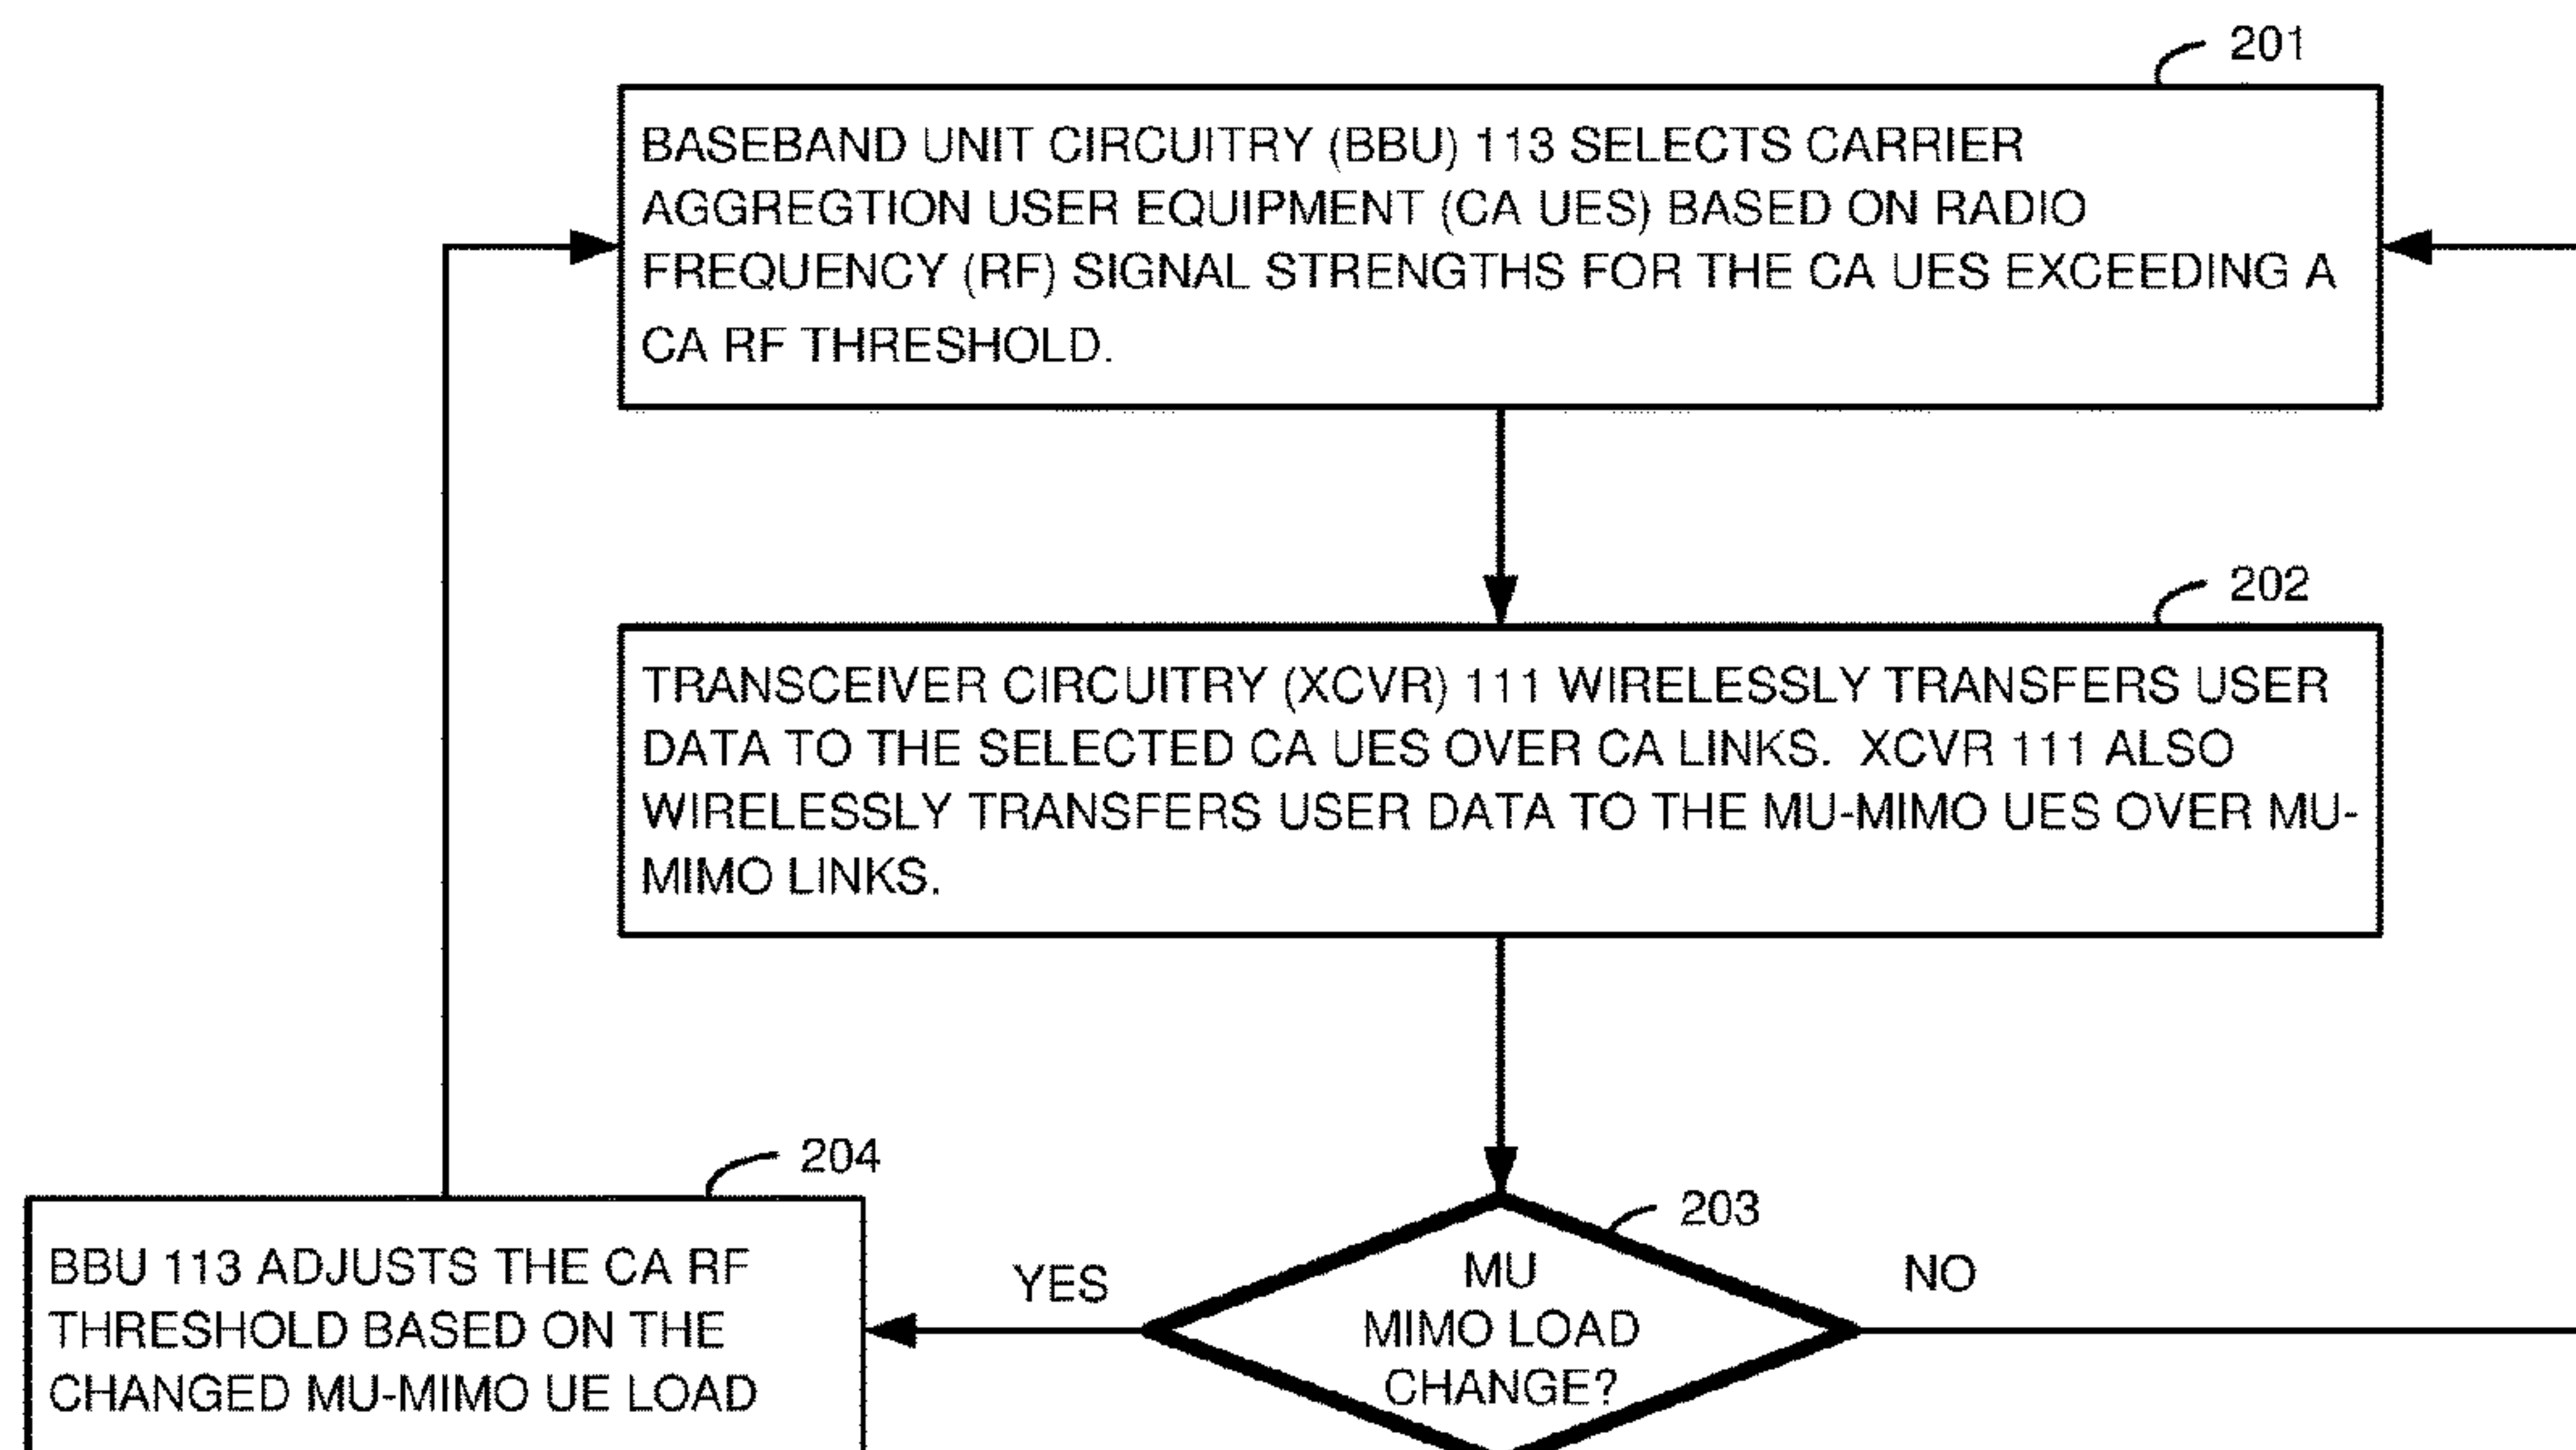 201
BASEBAND UNIT CIRCUITRY (BBU) 113 SELECTS CARRIER
AGGREGTION USER EQUIPMENT (CA UES) BASED ON RADIO
FREQUENCY (RF) SIGNAL STRENGTHS FOR THE CA UES EXCEEDING A
CA RF THRESHOLD.
202
TRANSCEIVER CIRCUITRY (XCVR) 111 WIRELESSLY TRANSFERS USER
DATA TO THE SELECTED CA UES OVER CA LINKS. XCVR 111 ALSO
WIRELESSLY TRANSFERS USER DATA TO THE MU-MIMO UES OVER MU-
MIMO LINKS.
204
BBU 113 ADJUSTS THE CA RF
THRESHOLD BASED ON THE
CHANGED MU-MIMO UE LOAD
YES
203
MU
MIMO LOAD
CHANGE?
NO